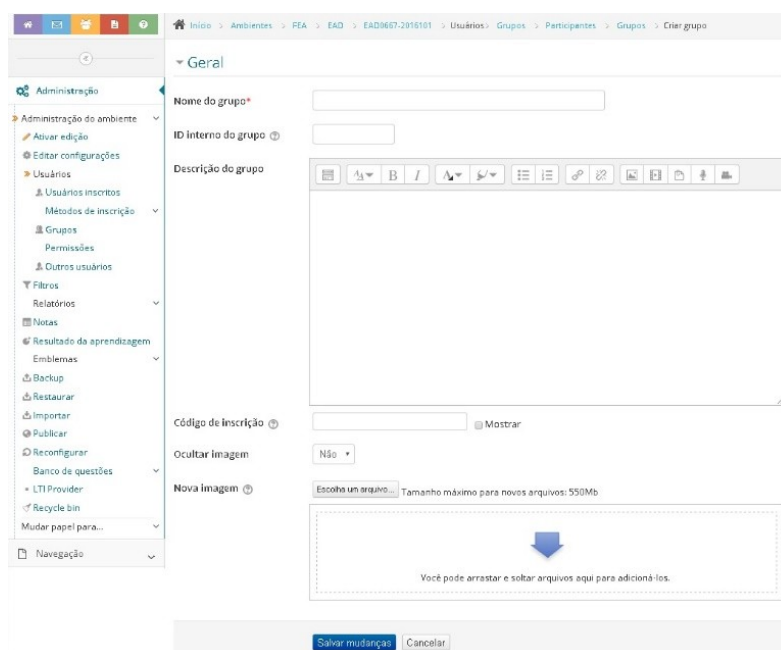 Início > Ambientes > FEA > EAD > EAD0667-2016101 > Usuários > Grupos > Participantes > Grupos > Criar grupo
Administração
Administração do ambiente
Ativar edição
Editar configurações
Usuários
Usuários inscritos
Métodos de inscrição
Grupos
Permissões
Outros usuários
Filtros
Relatórios
Notas
Resultado da aprendizagem
Emblemas
Backup
Restaurar
Importar
Publicar
Reconfigurar
Banco de questões
LTI Provider
Recycle bin
Mudar papel para...
Navegação
Geral
Nome do grupo*
ID interno do grupo
Descrição do grupo
B I
Código de inscrição
Mostrar
Ocultar imagem
Não
Nova imagem
Escolha um arquivo... Tamanho máximo para novos arquivos: 550Mb
Você pode arrastar e soltar arquivos aqui para adicioná-los.
Salvar mudanças Cancelar